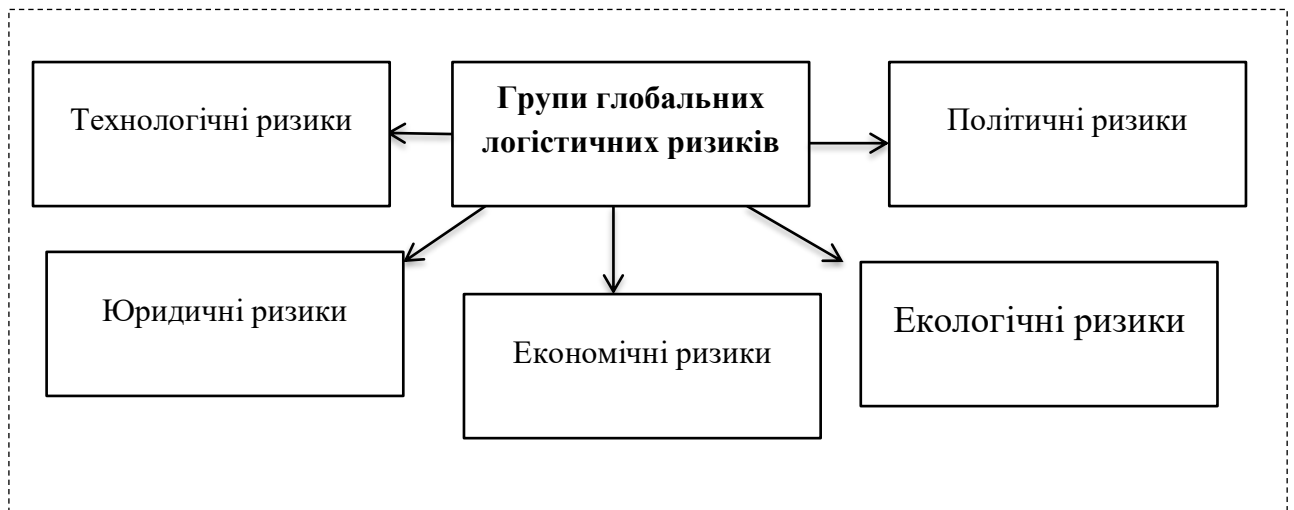 Технологічні ризики
Групи глобальних
логістичних ризиків
Політичні ризики
Юридичні ризики
Економічні ризики
Екологічні ризики